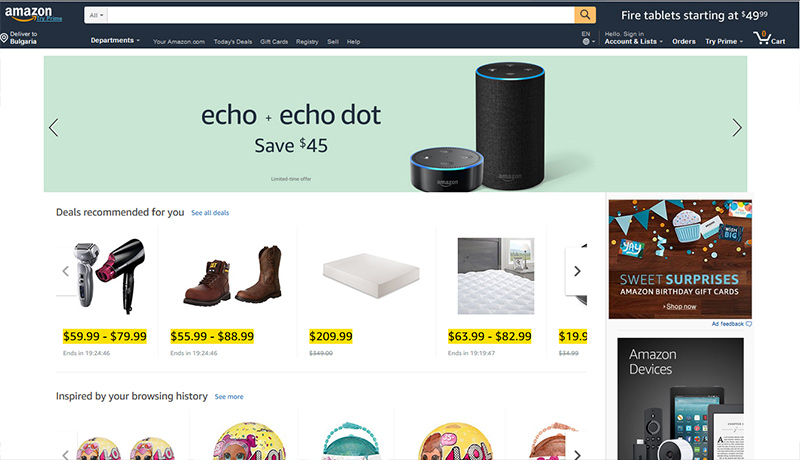 amazon
Try Prime
All
Fire tablets starting at $49⁹⁹
Deliver to
Bulgaria
Departments
Your Amazon.com
Today's Deals
Gift Cards
Registry
Sell
Help
EN
Hello. Sign in
Account & Lists
Orders
Try Prime
0
Cart
echo + echo dot
Save $45
Limited-time offer
amazon
amazon
Deals recommended for you
See all deals
$59.99 - $79.99
$55.99 - $88.99
$209.99
$63.99 - $82.99
$19.9
Ends in 19:24:46
Ends in 19:24:46
$349.00
Ends in 19:19:47
$34.99
YAY
WISH BIG
SWEET SURPRISES
AMAZON BIRTHDAY GIFT CARDS
Shop now
Ad feedback
Amazon
Devices
Inspired by your browsing history
See more